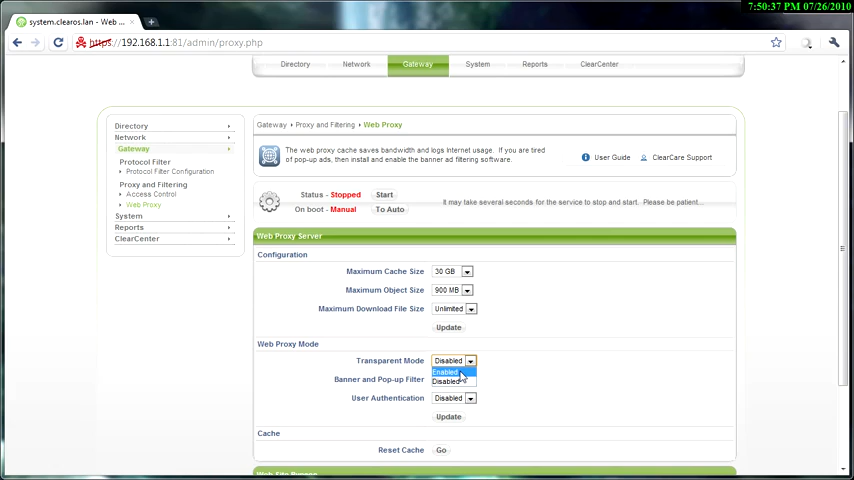 7:50:37 PM 07/26/2010
system.clearos.lan - Web ...
https://192.168.1.1:81/admin/proxy.php
Directory Network Gateway System Reports ClearCenter
Directory
Network
Gateway
Protocol Filter
Protocol Filter Configuration
Proxy and Filtering
Access Control
Web Proxy
System
Reports
ClearCenter
Gateway Proxy and Filtering Web Proxy
The web proxy cache saves bandwidth and logs Internet usage. If you are tired
of pop-up ads, then install and enable the banner ad filtering software.
User Guide ClearCare Support
Status - Stopped Start
On boot - Manual To Auto
It may take several seconds for the service to stop and start. Please be patient...
Web Proxy Server
Configuration
Maximum Cache Size 30 GB
Maximum Object Size 900 MB
Maximum Download File Size Unlimited
Update
Web Proxy Mode
Transparent Mode Disabled
Enabled
Banner and Pop-up Filter Disabled
User Authentication Disabled
Update
Cache
Reset Cache Go